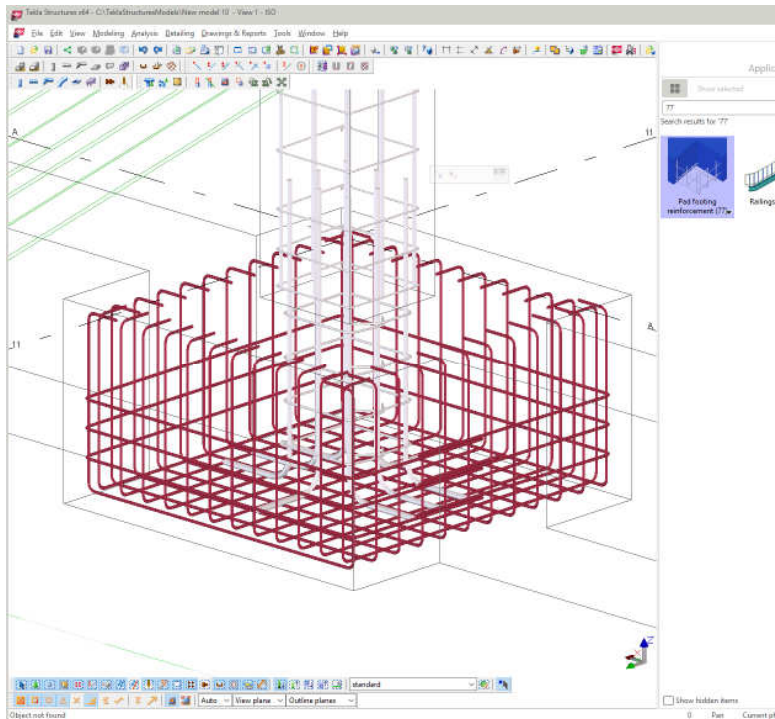 Tekla Structures x64 - C:\TeklaStructuresModels\New model 10 - View 1 - ISO
File Edit View Modeling Analysis Detailing Drawings & Reports Tools Window Help
Applic
Show selected
77
Search results for '77'
Pad footing
reinforcement (77)
Railings
A
11
11
A
Z
standard
Auto View plane Outline planes
Show hidden items
Object not found
0 Pan Current p